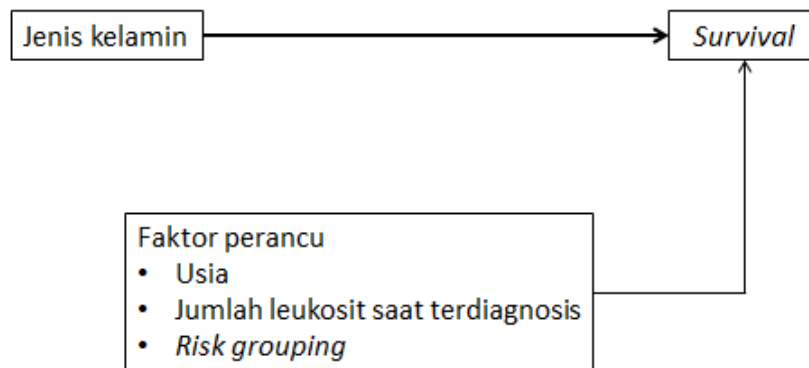 Jenis kelamin
Survival
Faktor perancu
• Usia
• Jumlah leukosit saat terdiagnosis
• Risk grouping